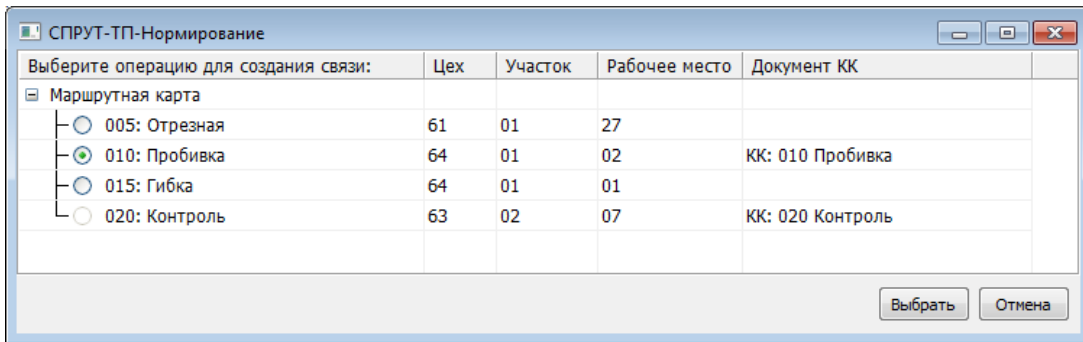 СПРУТ-ТП-Нормирование
Выберите операцию для создания связи: Цех Участок Рабочее место Документ КК
Маршрутная карта
005: Отрезная 61 01 27
010: Пробивка 64 01 02 КК: 010 Пробивка
015: Гибка 64 01 01
020: Контроль 63 02 07 КК: 020 Контроль
Выбрать Отмена